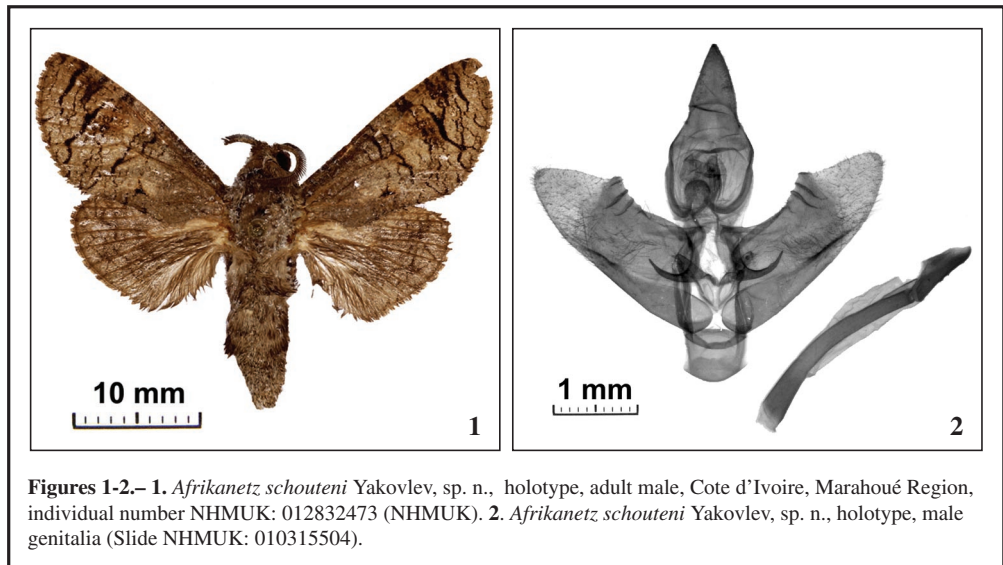 10 mm
1
1 mm
2
Figures 1-2.– 1. Afrikanetz schouteni Yakovlev, sp. n., holotype, adult male, Cote d’Ivoire, Marahoué Region,
individual number NHMUK: 012832473 (NHMUK). 2. Afrikanetz schouteni Yakovlev, sp. n., holotype, male
genitalia (Slide NHMUK: 010315504).